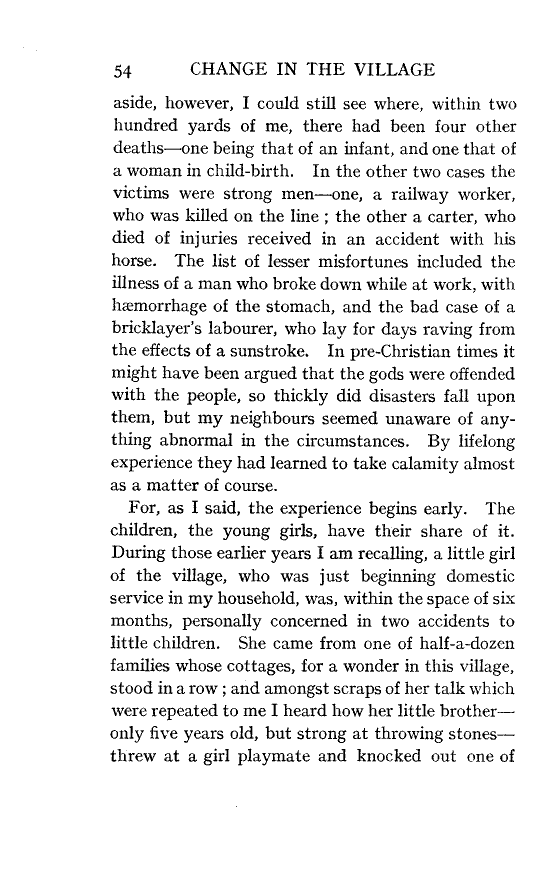 54 CHANGE IN THE VILLAGE
aside, however, I could still see where, within two
hundred yards of me, there had been four other
deaths—one being that of an infant, and one that of
a woman in child-birth. In the other two cases the
victims were strong men—one, a railway worker,
who was killed on the line ; the other a carter, who
died of injuries received in an accident with his
horse. The list of lesser misfortunes included the
illness of a man who broke down while at work, with
hæmorrhage of the stomach, and the bad case of a
bricklayer's labourer, who lay for days raving from
the effects of a sunstroke. In pre-Christian times it
might have been argued that the gods were offended
with the people, so thickly did disasters fall upon
them, but my neighbours seemed unaware of any-
thing abnormal in the circumstances. By lifelong
experience they had learned to take calamity almost
as a matter of course.
For, as I said, the experience begins early. The
children, the young girls, have their share of it.
During those earlier years I am recalling, a little girl
of the village, who was just beginning domestic
service in my household, was, within the space of six
months, personally concerned in two accidents to
little children. She came from one of half-a-dozen
families whose cottages, for a wonder in this village,
stood in a row ; and amongst scraps of her talk which
were repeated to me I heard how her little brother—
only five years old, but strong at throwing stones—
threw at a girl playmate and knocked out one of